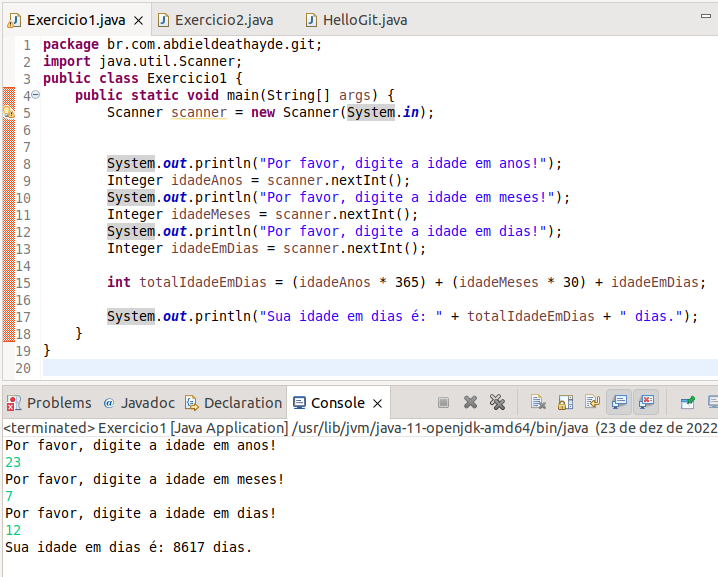 Exercicio1.java Exercicio2.java HelloGit.java
1 package br.com.abdieldeathayde.git;
2 import java.util.Scanner;
3 public class Exercicio1 {
4 public static void main(String[] args) {
5 Scanner scanner = new Scanner(System.in);
6
7
8 System.out.println("Por favor, digite a idade em anos!");
9 Integer idadeAnos = scanner.nextInt();
10 System.out.println("Por favor, digite a idade em meses!");
11 Integer idadeMeses = scanner.nextInt();
12 System.out.println("Por favor, digite a idade em dias!");
13 Integer idadeEmDias = scanner.nextInt();
14
15 int totalIdadeEmDias = (idadeAnos * 365) + (idadeMeses * 30) + idadeEmDias;
16
17 System.out.println("Sua idade em dias é: " + totalIdadeEmDias + " dias.");
18 }
19 }
20
Problems @ Javadoc Declaration Console
<terminated> Exercicio1 [Java Application] /usr/lib/jvm/java-11-openjdk-amd64/bin/java (23 de dez de 2022
Por favor, digite a idade em anos!
23
Por favor, digite a idade em meses!
7
Por favor, digite a idade em dias!
12
Sua idade em dias é: 8617 dias.